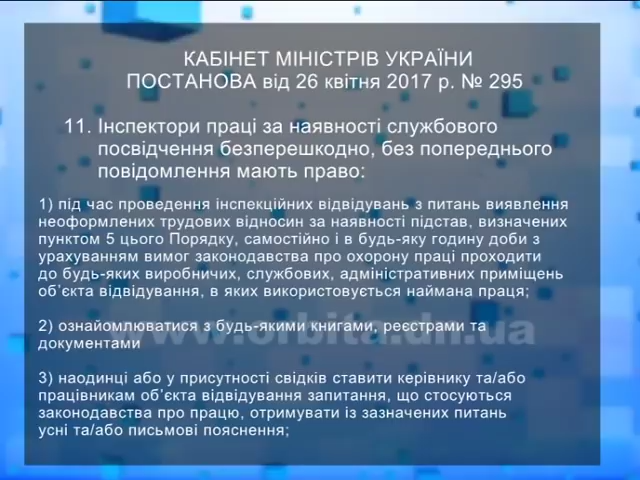 КАБІНЕТ МІНІСТРІВ УКРАЇНИ
ПОСТАНОВА від 26 квітня 2017 р. № 295
11. Інспектори праці за наявності службового
посвідчення безперешкодно, без попереднього
повідомлення мають право:
1) під час проведення інспекційних відвідувань з питань виявлення
неоформлених трудових відносин за наявності підстав, визначених
пунктом 5 цього Порядку, самостійно і в будь-яку годину доби з
урахуванням вимог законодавства про охорону праці проходити
до будь-яких виробничих, службових, адміністративних приміщень
об’єкта відвідування, в яких використовується наймана праця;
2) ознайомлюватися з будь-якими книгами, реєстрами та
документами
www.orbita.dn.ua
3) наодинці або у присутності свідків ставити керівнику та/або
працівникам об’єкта відвідування запитання, що стосуються
законодавства про працю, отримувати із зазначених питань
усні та/або письмові пояснення;